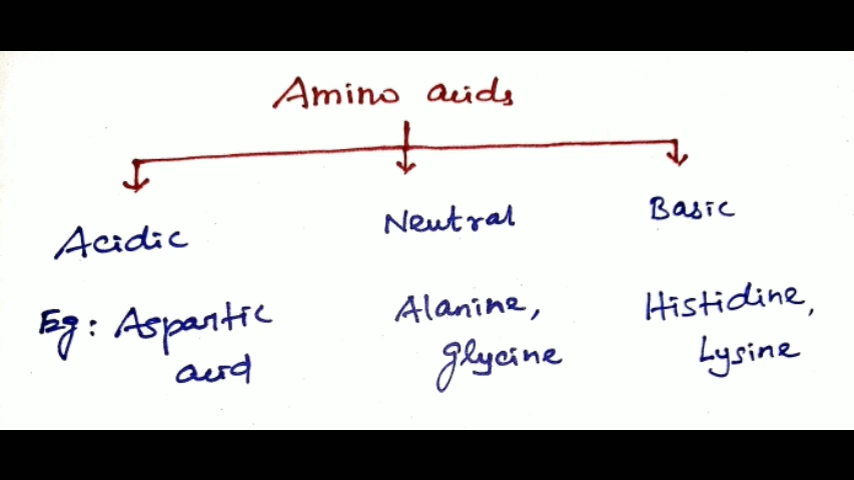 Amino acids
Acidic
Neutral
Basic
Eg: Aspartic
acid
Alanine,
glycine
Histidine,
Lysine